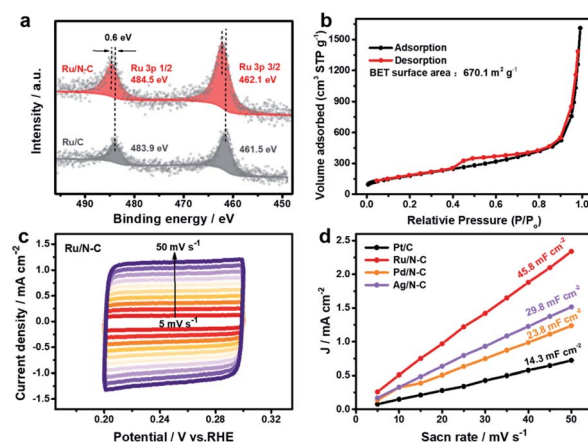 a
0.6 eV
Ru/N-C
Ru 3p 1/2
484.5 eV
Ru 3p 3/2
462.1 eV
Ru/C
483.9 eV
461.5 eV
Intensity / a.u.
490
480
470
460
450
Binding energy / eV
b
Adsorption
Desorption
BET surface area : 670.1 m² g⁻¹
Volume adsorbed (cm³ STP g⁻¹)
1500
1200
900
600
300
0
0.0
0.2
0.4
0.6
0.8
1.0
Relativie Pressure (P/Pₒ)
c
Ru/N-C
50 mV s⁻¹
5 mV s⁻¹
Current density / mA cm⁻²
1.5
1.0
0.5
0.0
-0.5
-1.0
-1.5
0.20
0.24
0.28
0.32
Potential / V vs.RHE
d
Pt/C
Ru/N-C
Pd/N-C
Ag/N-C
45.8 mF cm⁻²
29.8 mF cm⁻²
23.8 mF cm⁻²
14.3 mF cm⁻²
J / mA cm⁻²
2.5
2.0
1.5
1.0
0.5
0.0
0
10
20
30
40
50
Sacn rate / mV s⁻¹